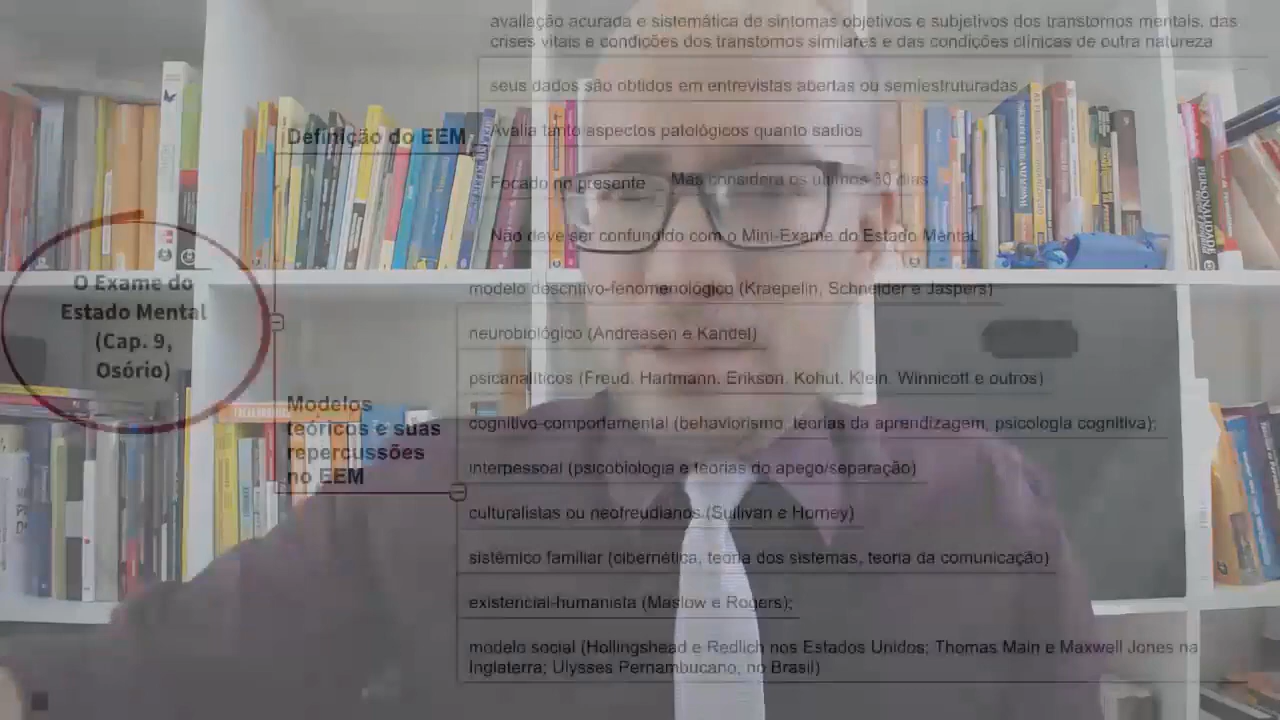 avaliação acurada e sistemática de sintomas objetivos e subjetivos dos transtornos mentais, das
crises vitais e condições dos transtornos similares e das condições clínicas de outra natureza
seus dados são obtidos em entrevistas abertas ou semiestruturadas
Definição do EEM
Avalia tanto aspectos patológicos quanto sadios
Focado no presente
Mas considera os últimos 30 dias
Não deve ser confundido com o Mini-Exame do Estado Mental
O Exame do
Estado Mental
(Cap. 9,
Osório)
modelo descritivo-fenomenológico (Kraepelin, Schneider e Jaspers)
neurobiológico (Andreasen e Kandel)
psicanalíticos (Freud, Hartmann, Erikson, Kohut, Klein, Winnicott e outros)
Modelos
teóricos e suas
repercussões
no EEM
cognitivo-comportamental (behaviorismo, teorias da aprendizagem, psicologia cognitiva);
interpessoal (psicobiologia e teorias do apego/separação)
culturalistas ou neofreudianos (Sullivan e Horney)
sistêmico familiar (cibernética, teoria dos sistemas, teoria da comunicação)
existencial-humanista (Maslow e Rogers);
modelo social (Hollingshead e Redlich nos Estados Unidos; Thomas Main e Maxwell Jones na
Inglaterra; Ulysses Pernambucano, no Brasil)